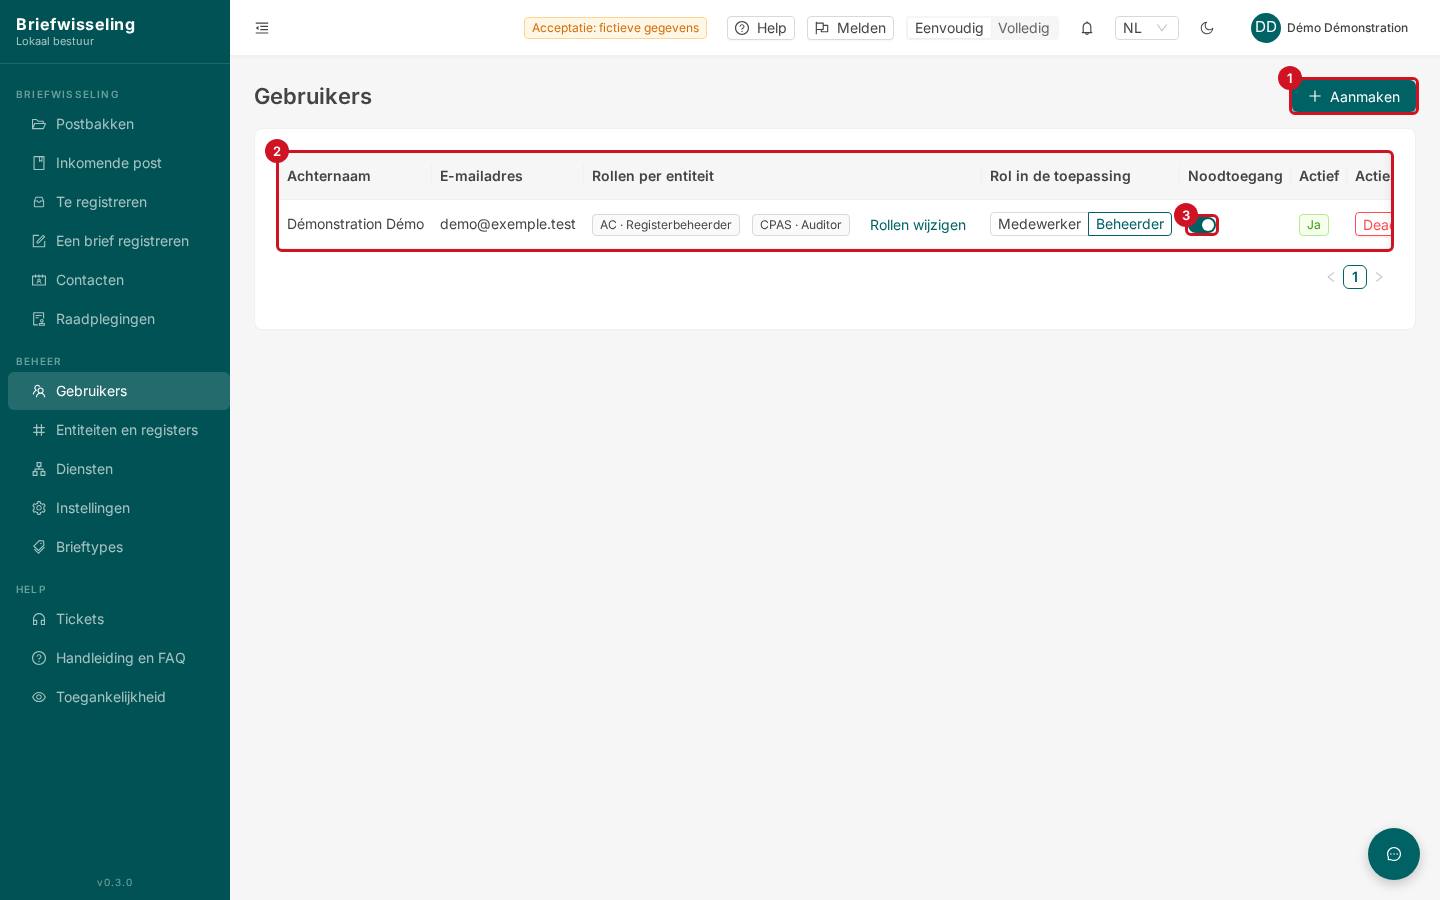 Briefwisseling
Lokaal bestuur
Acceptatie: fictieve gegevens
Help
Melden
Eenvoudig
Volledig
NL
DD
Démo Démonstration
BRIEFWISSELING
Postbakken
Inkomende post
Te registreren
Een brief registreren
Contacten
Raadplegingen
BEHEER
Gebruikers
Entiteiten en registers
Diensten
Instellingen
Brieftypes
HELP
Tickets
Handleiding en FAQ
Toegankelijkheid
v0.3.0
Gebruikers
1
Aanmaken
2
Achternaam E-mailadres Rollen per entiteit Rol in de toepassing Noodtoegang Actief Actie
Démonstration Démo demo@exemple.test AC · Registerbeheerder CPAS · Auditor Rollen wijzigen Medewerker Beheerder 3 Ja Deac
1